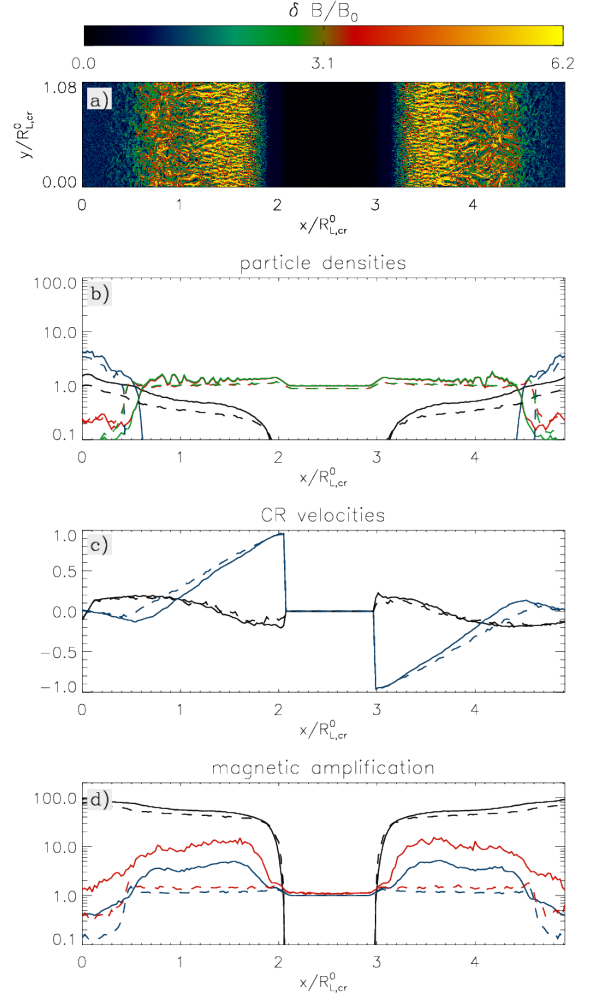 δ B/B₀
0.0 3.1 6.2
a)
1.08
0.00
y/R⁰L,cr
0 1 2 3 4
x/R⁰L,cr
particle densities
b)
100.0
10.0
1.0
0.1
0 1 2 3 4
x/R⁰L,cr
CR velocities
c)
1.0
0.5
0.0
−0.5
−1.0
0 1 2 3 4
x/R⁰L,cr
magnetic amplification
d)
100.0
10.0
1.0
0.1
0 1 2 3 4
x/R⁰L,cr